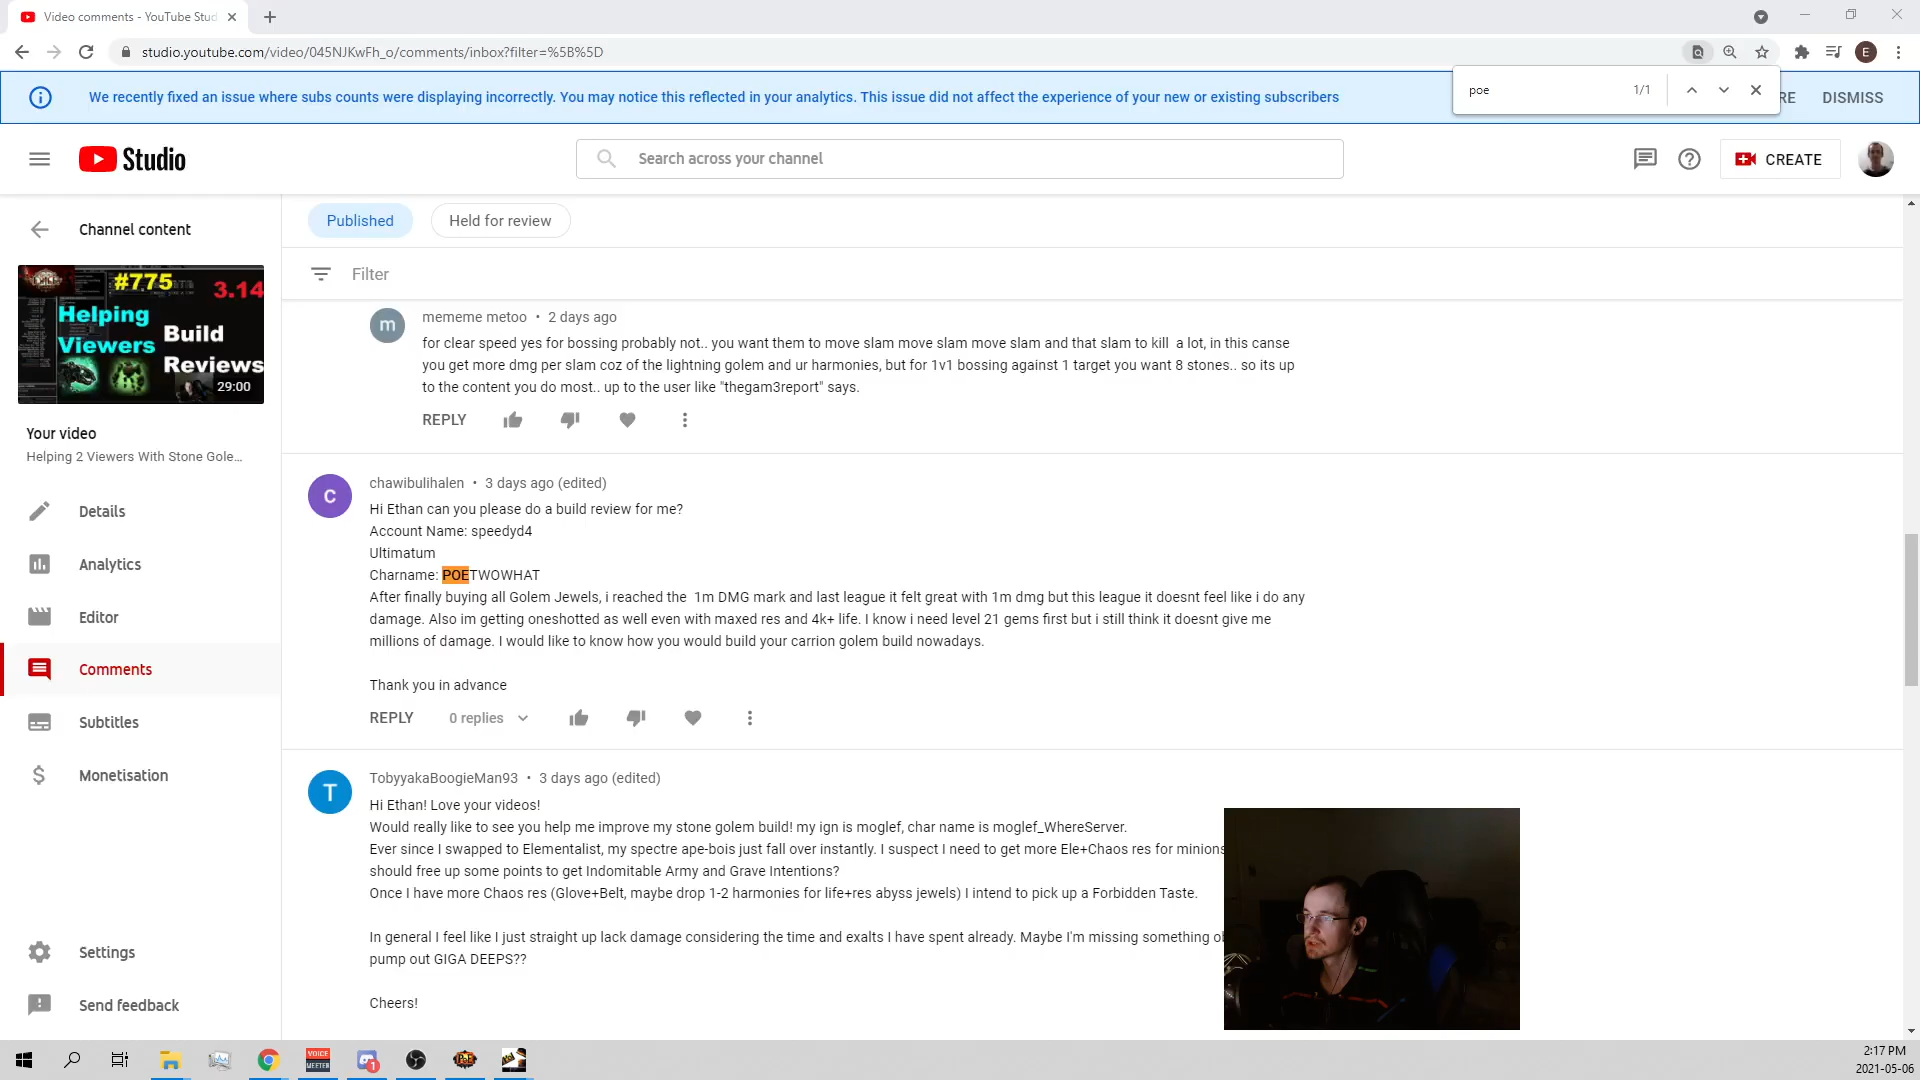 Video comments - YouTube Stud
studio.youtube.com/video/045NJKwFh_o/comments/inbox?filter=%5B%5D
E
We recently fixed an issue where subs counts were displaying incorrectly. You may notice this reflected in your analytics. This issue did not affect the experience of your new or existing subscribers
poe
1/1
RE
DISMISS
Studio
Search across your channel
CREATE
Channel content
Published
Held for review
Filter
#775
3.14
Helping
Viewers
Build
Reviews
29:00
Your video
Helping 2 Viewers With Stone Gole...
Details
Analytics
Editor
Comments
Subtitles
Monetisation
Settings
Send feedback
m
mememe metoo • 2 days ago
for clear speed yes for bossing probably not.. you want them to move slam move slam move slam and that slam to kill a lot, in this canse
you get more dmg per slam coz of the lightning golem and ur harmonies, but for 1v1 bossing against 1 target you want 8 stones.. so its up
to the content you do most.. up to the user like "thegam3report" says.
REPLY
C
chawibulihalen • 3 days ago (edited)
Hi Ethan can you please do a build review for me?
Account Name: speedyd4
Ultimatum
Charname: POETWOWHAT
After finally buying all Golem Jewels, i reached the 1m DMG mark and last league it felt great with 1m dmg but this league it doesnt feel like i do any
damage. Also im getting oneshotted as well even with maxed res and 4k+ life. I know i need level 21 gems first but i still think it doesnt give me
millions of damage. I would like to know how you would build your carrion golem build nowadays.
Thank you in advance
REPLY
0 replies
T
TobyyakaBoogieMan93 • 3 days ago (edited)
Hi Ethan! Love your videos!
Would really like to see you help me improve my stone golem build! my ign is moglef, char name is moglef_WhereServer.
Ever since I swapped to Elementalist, my spectre ape-bois just fall over instantly. I suspect I need to get more Ele+Chaos res for minions
should free up some points to get Indomitable Army and Grave Intentions?
Once I have more Chaos res (Glove+Belt, maybe drop 1-2 harmonies for life+res abyss jewels) I intend to pick up a Forbidden Taste.
In general I feel like I just straight up lack damage considering the time and exalts I have spent already. Maybe I'm missing something
pump out GIGA DEEPS??
Cheers!
VOICE
MEETER
1
PoE
2:17 PM
2021-05-06